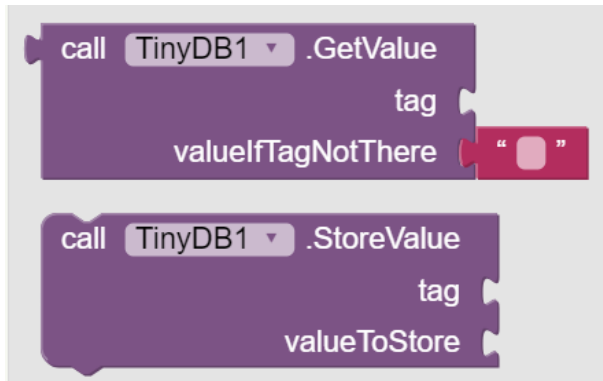 call TinyDB1 .GetValue
tag
valueIfTagNotThere “ ”
call TinyDB1 .StoreValue
tag
valueToStore